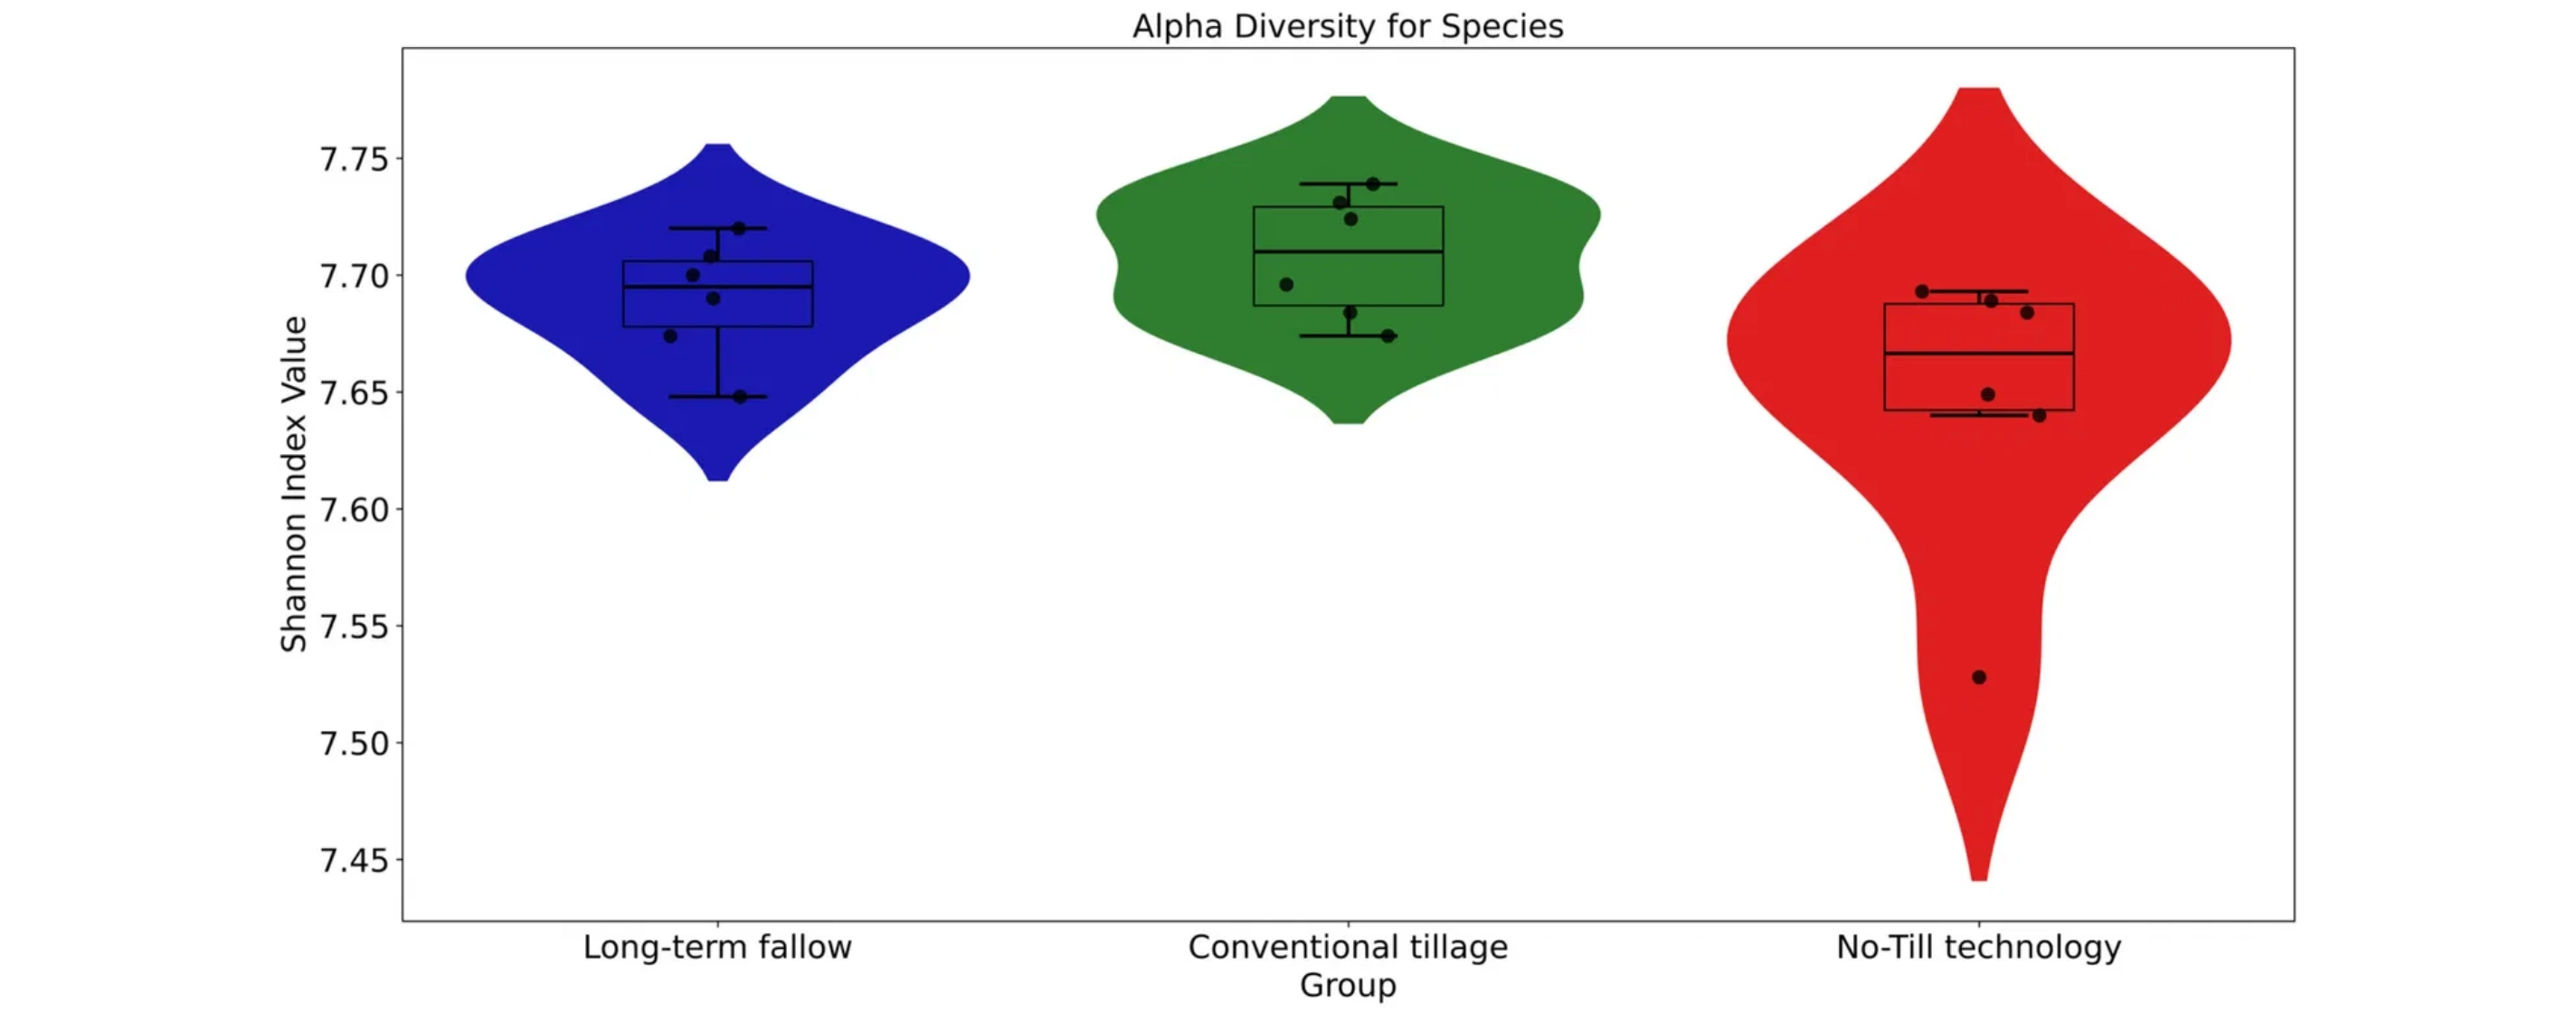 Alpha Diversity for Species
Shannon Index Value
7.75
7.70
7.65
7.60
7.55
7.50
7.45
Long-term fallow
Conventional tillage
No-Till technology
Group